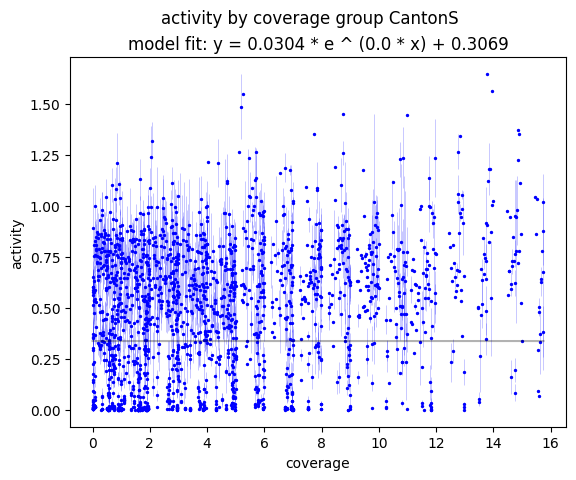 activity by coverage group CantonS
model fit: y = 0.0304 * e ^ (0.0 * x) + 0.3069
1.50
1.25
1.00
0.75
0.50
0.25
0.00
activity
0 2 4 6 8 10 12 14 16
coverage